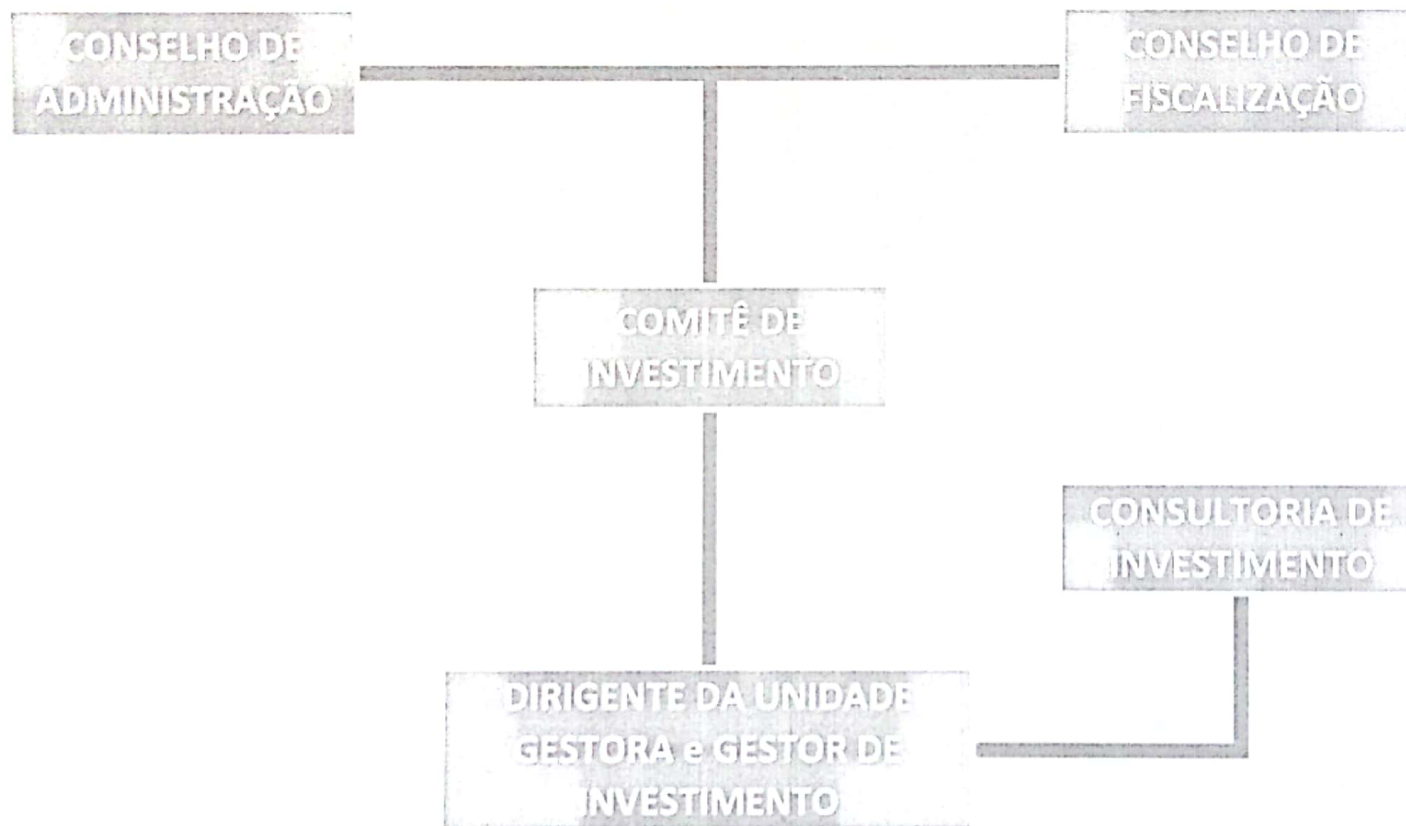 CONSELHO DE
ADMINISTRAÇÃO
CONSELHO DE
FISCALIZAÇÃO
COMITÊ DE
INVESTIMENTO
CONSULTORIA DE
INVESTIMENTO
DIRIGENTE DA UNIDADE
GESTORA e GESTOR DE
INVESTIMENTO